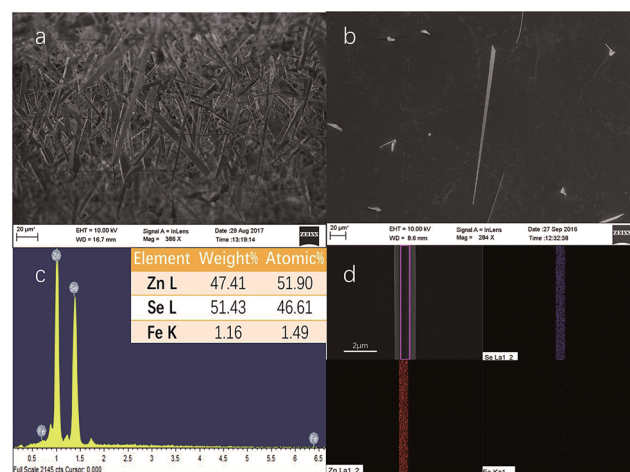 a
20 µm*
EHT = 10.00 kV
WD = 16.7 mm
Signal A = InLens
Mag = 386 X
Date :29 Aug 2017
Time :13:19:14
ZEISS
b
20 µm*
EHT = 10.00 kV
WD = 8.6 mm
Signal A = InLens
Mag = 284 X
Date :27 Sep 2016
Time :12:32:38
ZEISS
c
Element Weight% Atomic%
Zn L 47.41 51.90
Se L 51.43 46.61
Fe K 1.16 1.49
Zn
Se
Fe
Fe
0.5 1 1.5 2 2.5 3 3.5 4 4.5 5 5.5 6 6.5
Full Scale 2145 cts Cursor: 0.000
d
2µm
Se La1_2
Zn La1_2